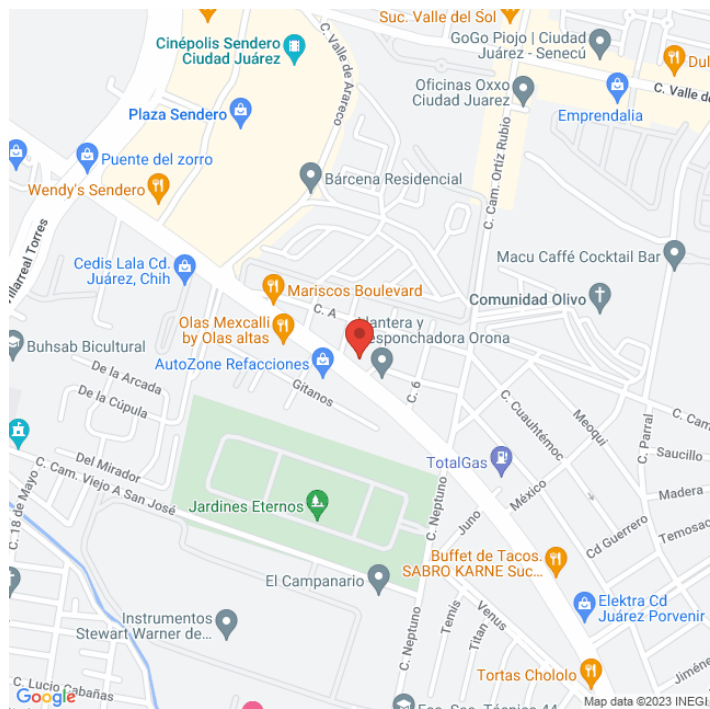 Suc. Valle del Sol
Cinépolis Sendero
Ciudad Juárez
GoGo Piojo | Ciudad
Juárez - Senecú
C. Valle de Arareco
Oficinas Oxxo
Ciudad Juarez
C. Valle de
Emprendalia
Plaza Sendero
Puente del zorro
Wendy's Sendero
Bárcena Residencial
C. Cam. Ortíz Rubio
Torres
Cedis Lala Cd.
Juárez, Chih
Macu Caffé Cocktail Bar
Comunidad Olivo
Mariscos Boulevard
C. A
Olas Mexcalli
by Olas altas
y
Orona
Buhsab Bicultural
AutoZone Refacciones
De la Arcada
Gitanos
De la Cúpula
C. 6
C. Cuauhtémoc
Meoqui
C. Cam.
C. Parral
Saucillo
Del Mirador
TotalGas
C. Cam. Viejo A San José
C. 18 de Mayo
México
Madera
Jardines Eternos
C. Neptuno
Juno
Cd Guerrero
Temosac
Buffet de Tacos.
SABRO KARNE Suc...
El Campanario
Elektra Cd
Juárez Porvenir
Instrumentos
Stewart Warner de...
Temis
Venus
Titan
C. Neptuno
Tortas Chololo
C. Lucio Cabañas
Google
Map data ©2023 INEGI